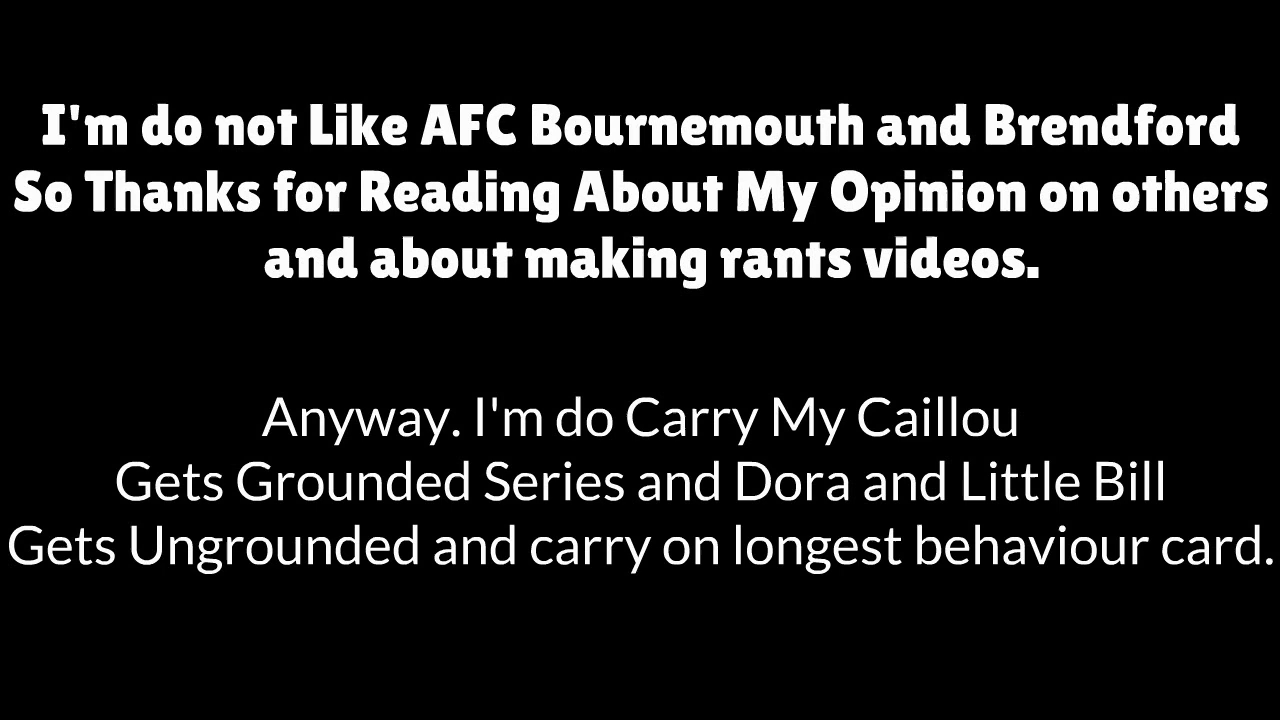 I'm do not Like AFC Bournemouth and Brendford
So Thanks for Reading About My Opinion on others
and about making rants videos.
Anyway. I'm do Carry My Caillou
Gets Grounded Series and Dora and Little Bill
Gets Ungrounded and carry on longest behaviour card.